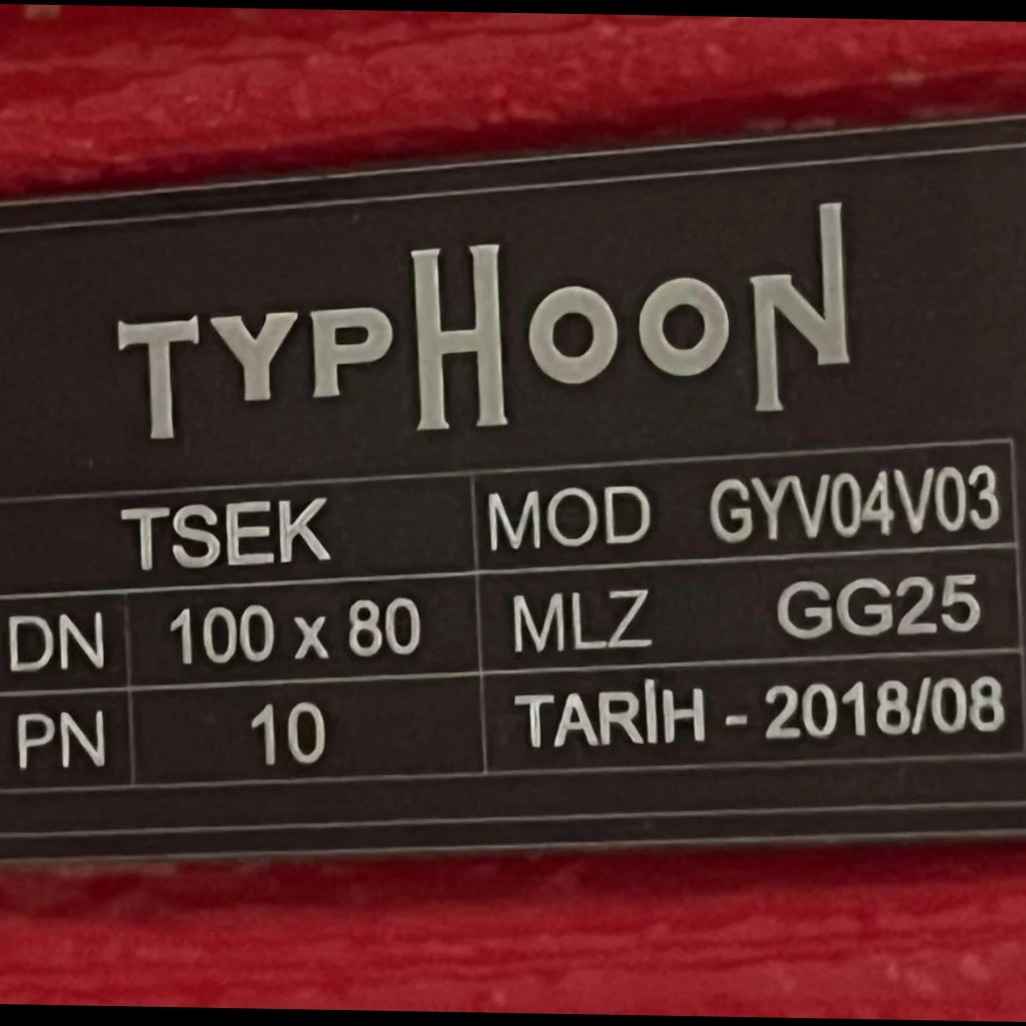 TYPHOON
TSEK MOD GYV04V03
DN 100 x 80 MLZ GG25
PN 10 TARİH - 2018/08